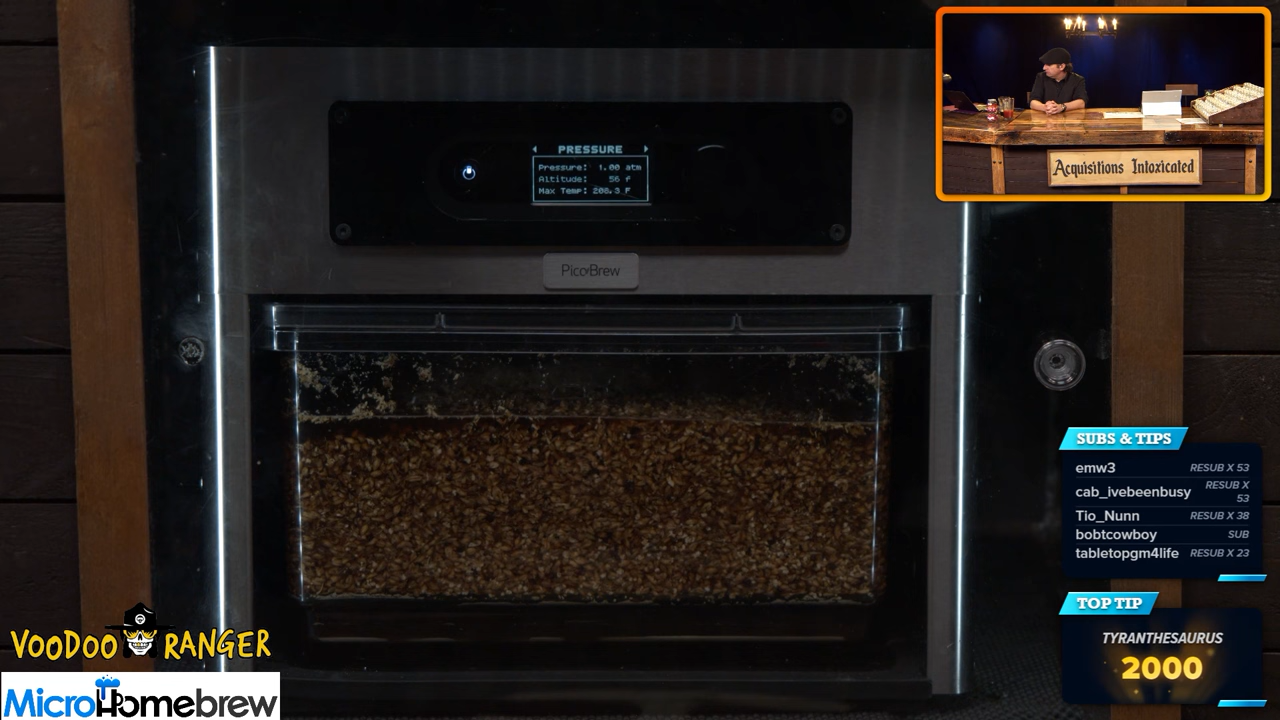 PRESSURE
Pressure: 1.00 atm
Altitude: 56 f
Max Temp: 206.3 F
PicoBrew
Acquisitions Intoxicated
SUBS & TIPS
emw3 RESUB X 53
cab_ivebeenbusy RESUB X
53
Tio_Nunn RESUB X 38
bobtcowboy SUB
tabletopgm4life RESUB X 23
TOP TIP
TYRANTHESAURUS
2000
VOODOO RANGER
MicroHomebrew